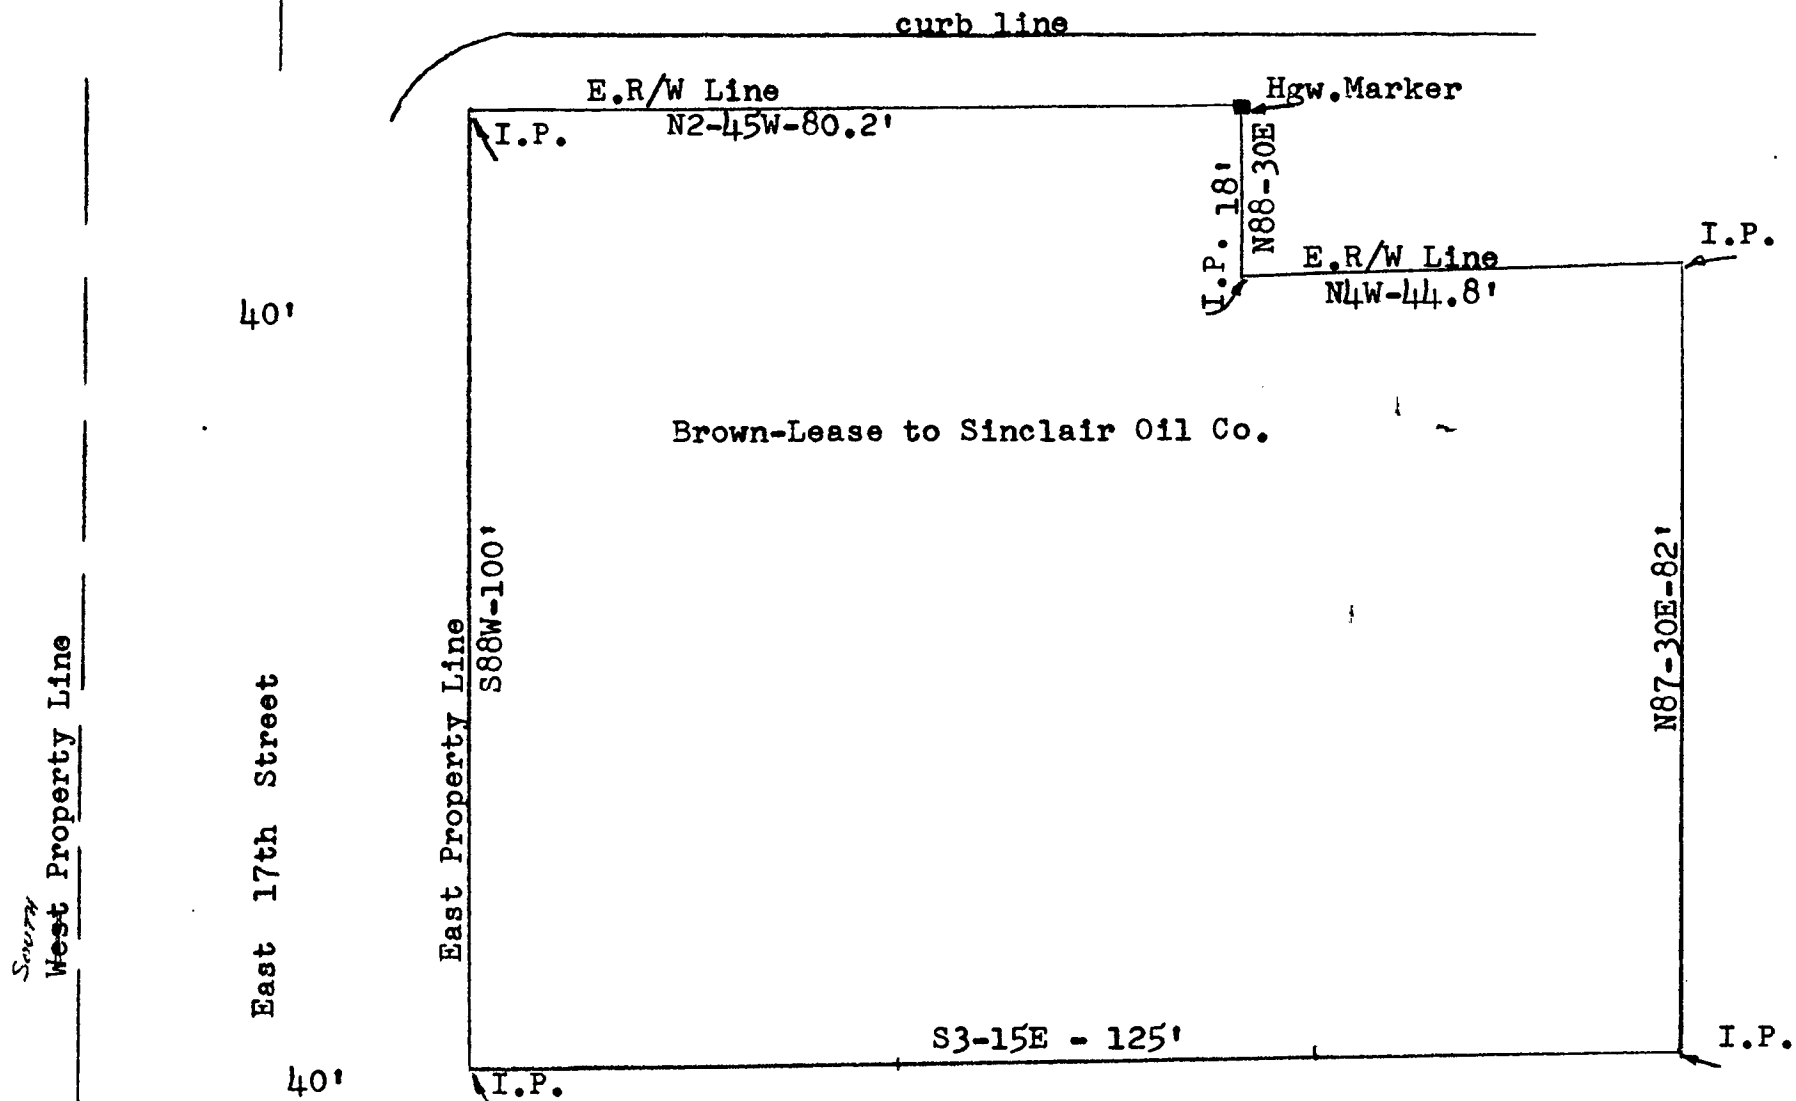 curb line
E.R/W Line
Hgw.Marker
N2-45W-80.2'
I.P.
I.P. 18'
N88-30E
I.P.
E.R/W Line
N4W-44.8'
40'
Brown-Lease to Sinclair Oil Co.
S88W-100'
N87-30E-82'
East Property Line
East 17th Street
South
West Property Line
S3-15E - 125'
I.P.
40'
I.P.